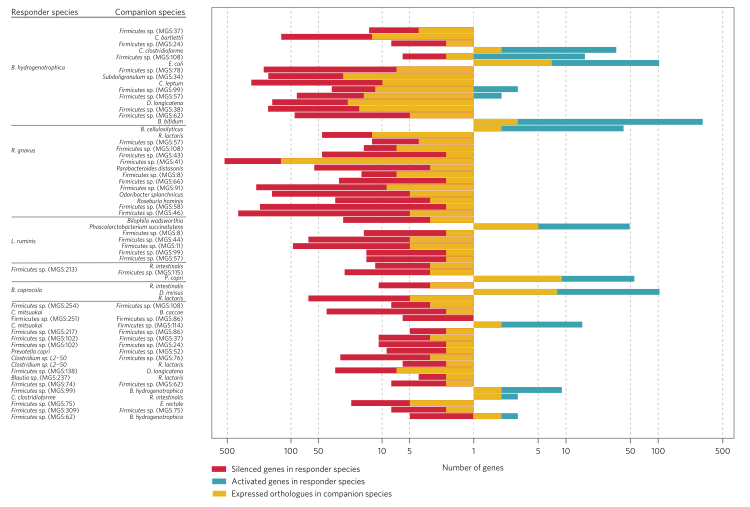 Responder species Companion species
Firmicutes sp. (MGS:37)
C. bartlettii
Firmicutes sp. (MGS:24)
C. clostridioforme
Firmicutes sp. (MGS:108)
E. coli
B. hydrogenotrophica Firmicutes sp. (MGS:78)
Subdoligranulum sp. (MGS:34)
C. leptum
Firmicutes sp. (MGS:99)
Firmicutes sp. (MGS:57)
D. longicatena
Firmicutes sp. (MGS:38)
Firmicutes sp. (MGS:62)
B. bifidum
B. cellulosilyticus
R. lactaris
Firmicutes sp. (MGS:57)
R. gnavus Firmicutes sp. (MGS:108)
Firmicutes sp. (MGS:43)
Firmicutes sp. (MGS:41)
Parabacteroides distasonis
Firmicutes sp. (MGS:8)
Firmicutes sp. (MGS:66)
Firmicutes sp. (MGS:91)
Odoribacter splanchnicus
Roseburia hominis
Firmicutes sp. (MGS:58)
Firmicutes sp. (MGS:46)
Bilophila wadsworthia
Phascolarctobacterium succinatutens
Firmicutes sp. (MGS:8)
L. ruminis Firmicutes sp. (MGS:44)
Firmicutes sp. (MGS:11)
Firmicutes sp. (MGS:99)
Firmicutes sp. (MGS:57)
R. intestinalis
Firmicutes sp. (MGS:213) Firmicutes sp. (MGS:115)
P. copri
R. intestinalis
B. coprocola D. invisus
R. lactaris
Firmicutes sp. (MGS:254) Firmicutes sp. (MGS:108)
C. mitsuokai B. caccae
Firmicutes sp. (MGS:251) Firmicutes sp. (MGS:86)
C. mitsuokai Firmicutes sp. (MGS:114)
Firmicutes sp. (MGS:217) Firmicutes sp. (MGS:86)
Firmicutes sp. (MGS:102) Firmicutes sp. (MGS:37)
Firmicutes sp. (MGS:102) Firmicutes sp. (MGS:24)
Prevotella copri Firmicutes sp. (MGS:52)
Clostridium sp. L2-50 Firmicutes sp. (MGS:76)
Clostridium sp. L2-50 R. lactaris
Firmicutes sp. (MGS:138) D. longicatena
Blautia sp. (MGS:237) R. lactaris
Firmicutes sp. (MGS:74) Firmicutes sp. (MGS:62)
Firmicutes sp. (MGS:99) B. hydrogenotrophica
C. clostridioforme R. intestinalis
Firmicutes sp. (MGS:75) E. rectale
Firmicutes sp. (MGS:309) Firmicutes sp. (MGS:75)
Firmicutes sp. (MGS:62) B. hydrogenotrophica
500 100 50 10 5 1 5 10 50 100 500
Number of genes
Silenced genes in responder species
Activated genes in responder species
Expressed orthologues in companion species